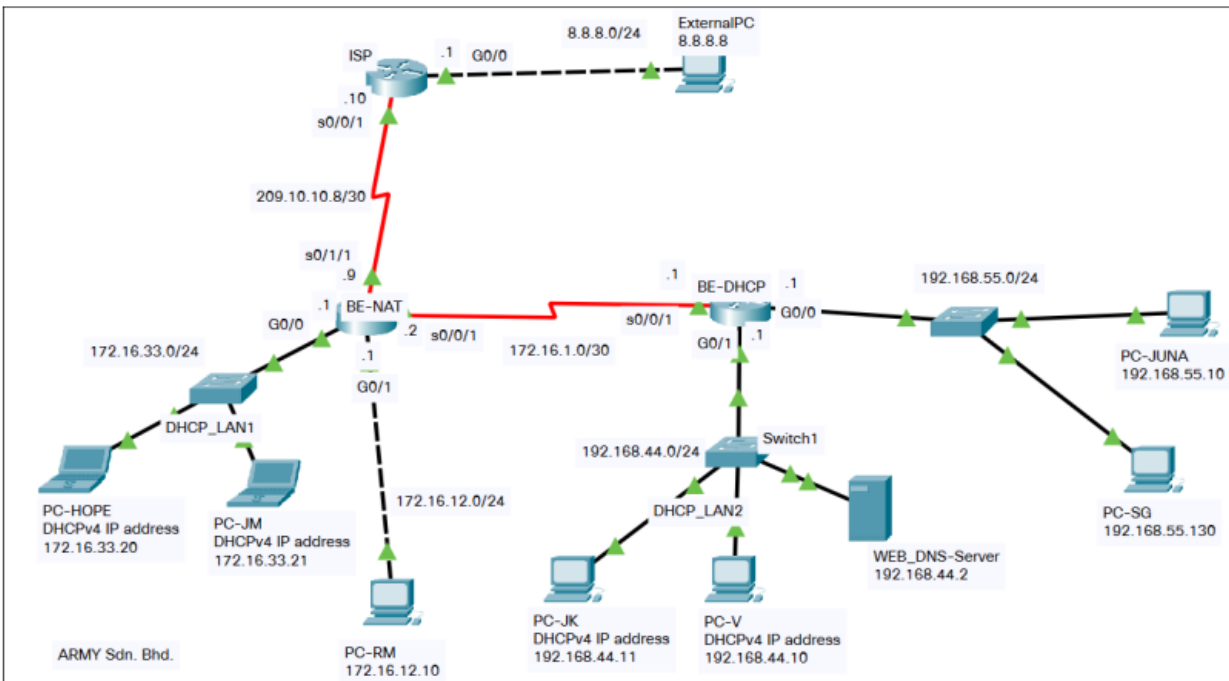 ExternalPC
8.8.8.8
8.8.8.0/24
.1
G0/0
ISP
.10
s0/0/1
209.10.10.8/30
s0/1/1
.9
BE-NAT
.1
G0/0
.2
s0/0/1
172.16.33.0/24
.1
G0/1
172.16.1.0/30
.1
BE-DHCP
.1
s0/0/1
G0/0
G0/1
.1
192.168.55.0/24
PC-JUNA
192.168.55.10
DHCP_LAN1
Switch1
192.168.44.0/24
PC-HOPE
DHCPv4 IP address
172.16.33.20
PC-JM
DHCPv4 IP address
172.16.33.21
172.16.12.0/24
DHCP_LAN2
PC-SG
192.168.55.130
WEB_DNS-Server
192.168.44.2
PC-JK
DHCPv4 IP address
192.168.44.11
PC-V
DHCPv4 IP address
192.168.44.10
ARMY Sdn. Bhd.
PC-RM
172.16.12.10